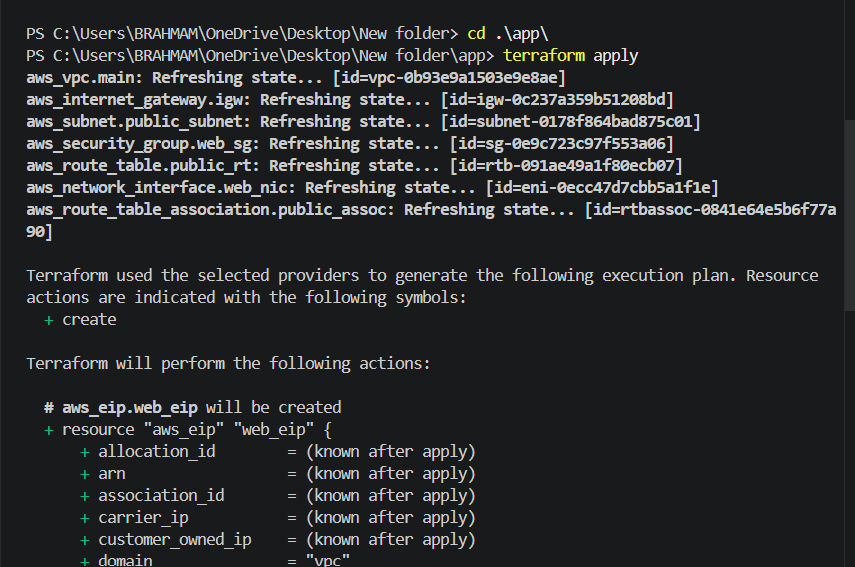 PS C:\Users\BRAHMAM\OneDrive\Desktop\New folder> cd .\app\
PS C:\Users\BRAHMAM\OneDrive\Desktop\New folder\app> terraform apply
aws_vpc.main: Refreshing state... [id=vpc-0b93e9a1503e9e8ae]
aws_internet_gateway.igw: Refreshing state... [id=igw-0c237a359b51208bd]
aws_subnet.public_subnet: Refreshing state... [id=subnet-0178f864bad875c01]
aws_security_group.web_sg: Refreshing state... [id=sg-0e9c723c97f553a06]
aws_route_table.public_rt: Refreshing state... [id=rtb-091ae49a1f80ecb07]
aws_network_interface.web_nic: Refreshing state... [id=eni-0ecc47d7cbb5a1f1e]
aws_route_table_association.public_assoc: Refreshing state... [id=rtbassoc-0841e64e5b6f77a
90]
Terraform used the selected providers to generate the following execution plan. Resource
actions are indicated with the following symbols:
+ create
Terraform will perform the following actions:
# aws_eip.web_eip will be created
+ resource "aws_eip" "web_eip" {
+ allocation_id = (known after apply)
+ arn = (known after apply)
+ association_id = (known after apply)
+ carrier_ip = (known after apply)
+ customer_owned_ip = (known after apply)
+ domain = "vpc"